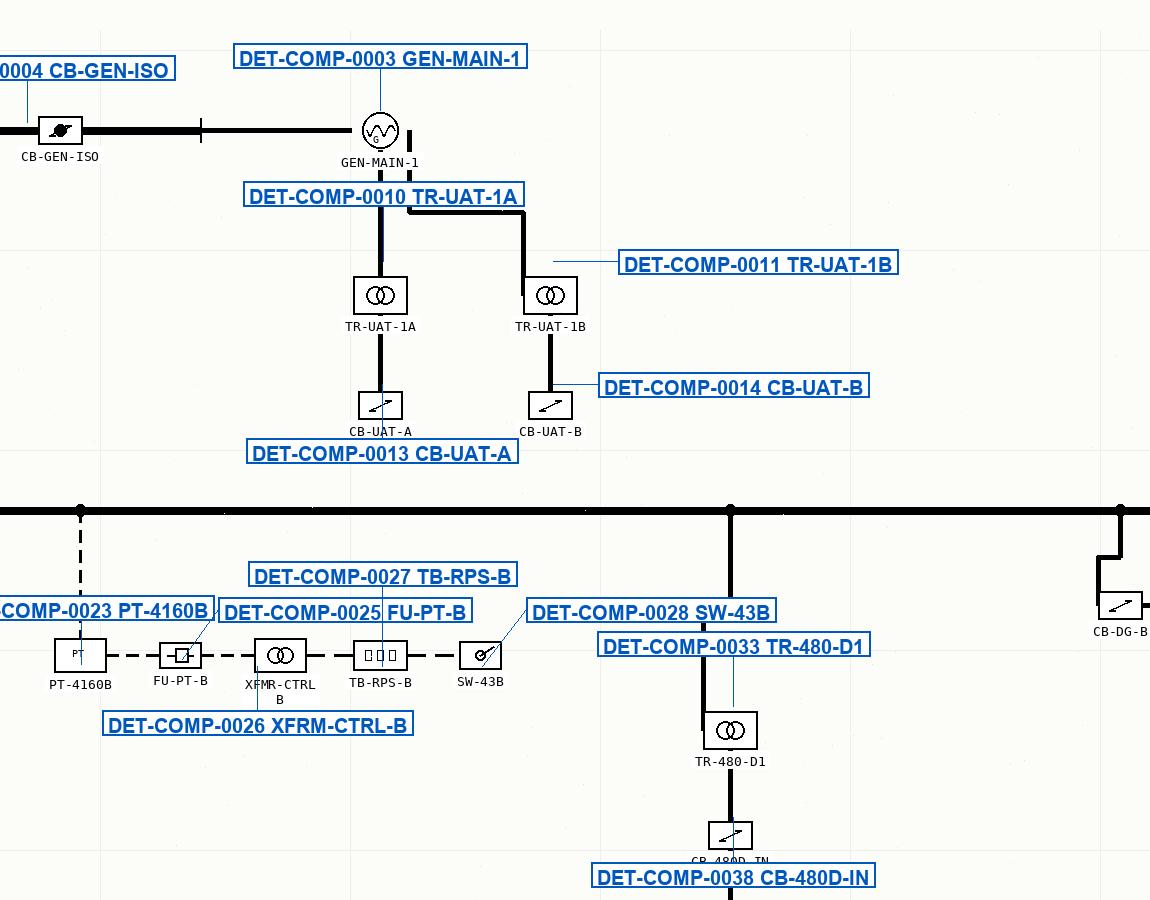 DET-COMP-0003 GEN-MAIN-1
0004 CB-GEN-ISO
G
CB-GEN-ISO
GEN-MAIN-1
DET-COMP-0010 TR-UAT-1A
DET-COMP-0011 TR-UAT-1B
TR-UAT-1A
TR-UAT-1B
DET-COMP-0014 CB-UAT-B
CB-UAT-A
CB-UAT-B
DET-COMP-0013 CB-UAT-A
DET-COMP-0027 TB-RPS-B
-COMP-0023 PT-4160B
DET-COMP-0025 FU-PT-B
DET-COMP-0028 SW-43B
CB-DG-B
DET-COMP-0033 TR-480-D1
PT
PT-4160B
FU-PT-B
XFMR-CTRL
B
TB-RPS-B
SW-43B
DET-COMP-0026 XFRM-CTRL-B
TR-480-D1
CB-480D-IN
DET-COMP-0038 CB-480D-IN